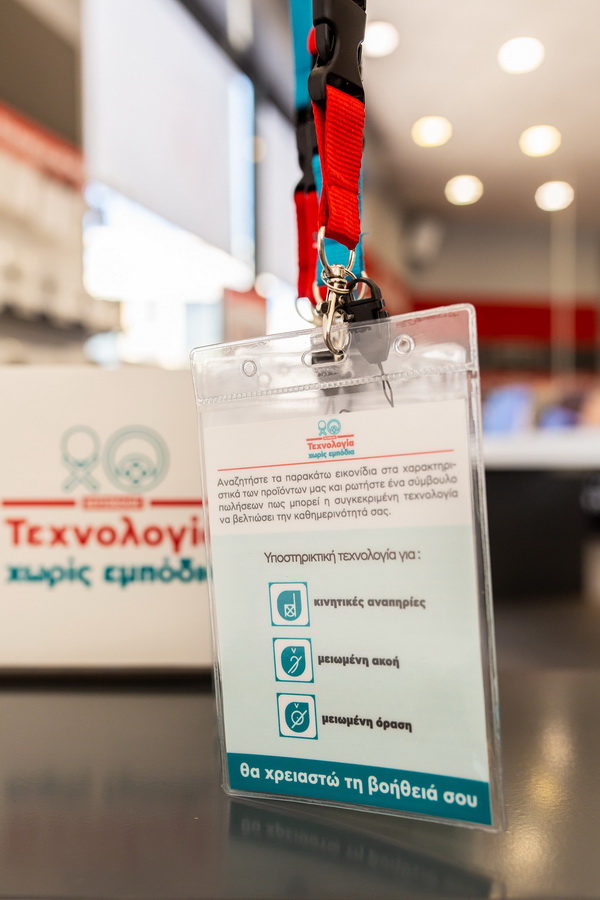 Τεχνολογία
χωρίς εμπόδια
Αναζητήστε τα παρακάτω εικονίδια στα χαρακτηρι-
στικά των προϊόντων μας και ρωτήστε ένα σύμβουλο
πωλήσεων πως μπορεί η συγκεκριμένη τεχνολογία
να βελτιώσει την καθημερινότητά σας.
Υποστηρικτική τεχνολογία για :
κινητικές αναπηρίες
μειωμένη ακοή
μειωμένη όραση
θα χρειαστώ τη βοήθειά σου
Τεχνολογί
χωρίς εμπόδι